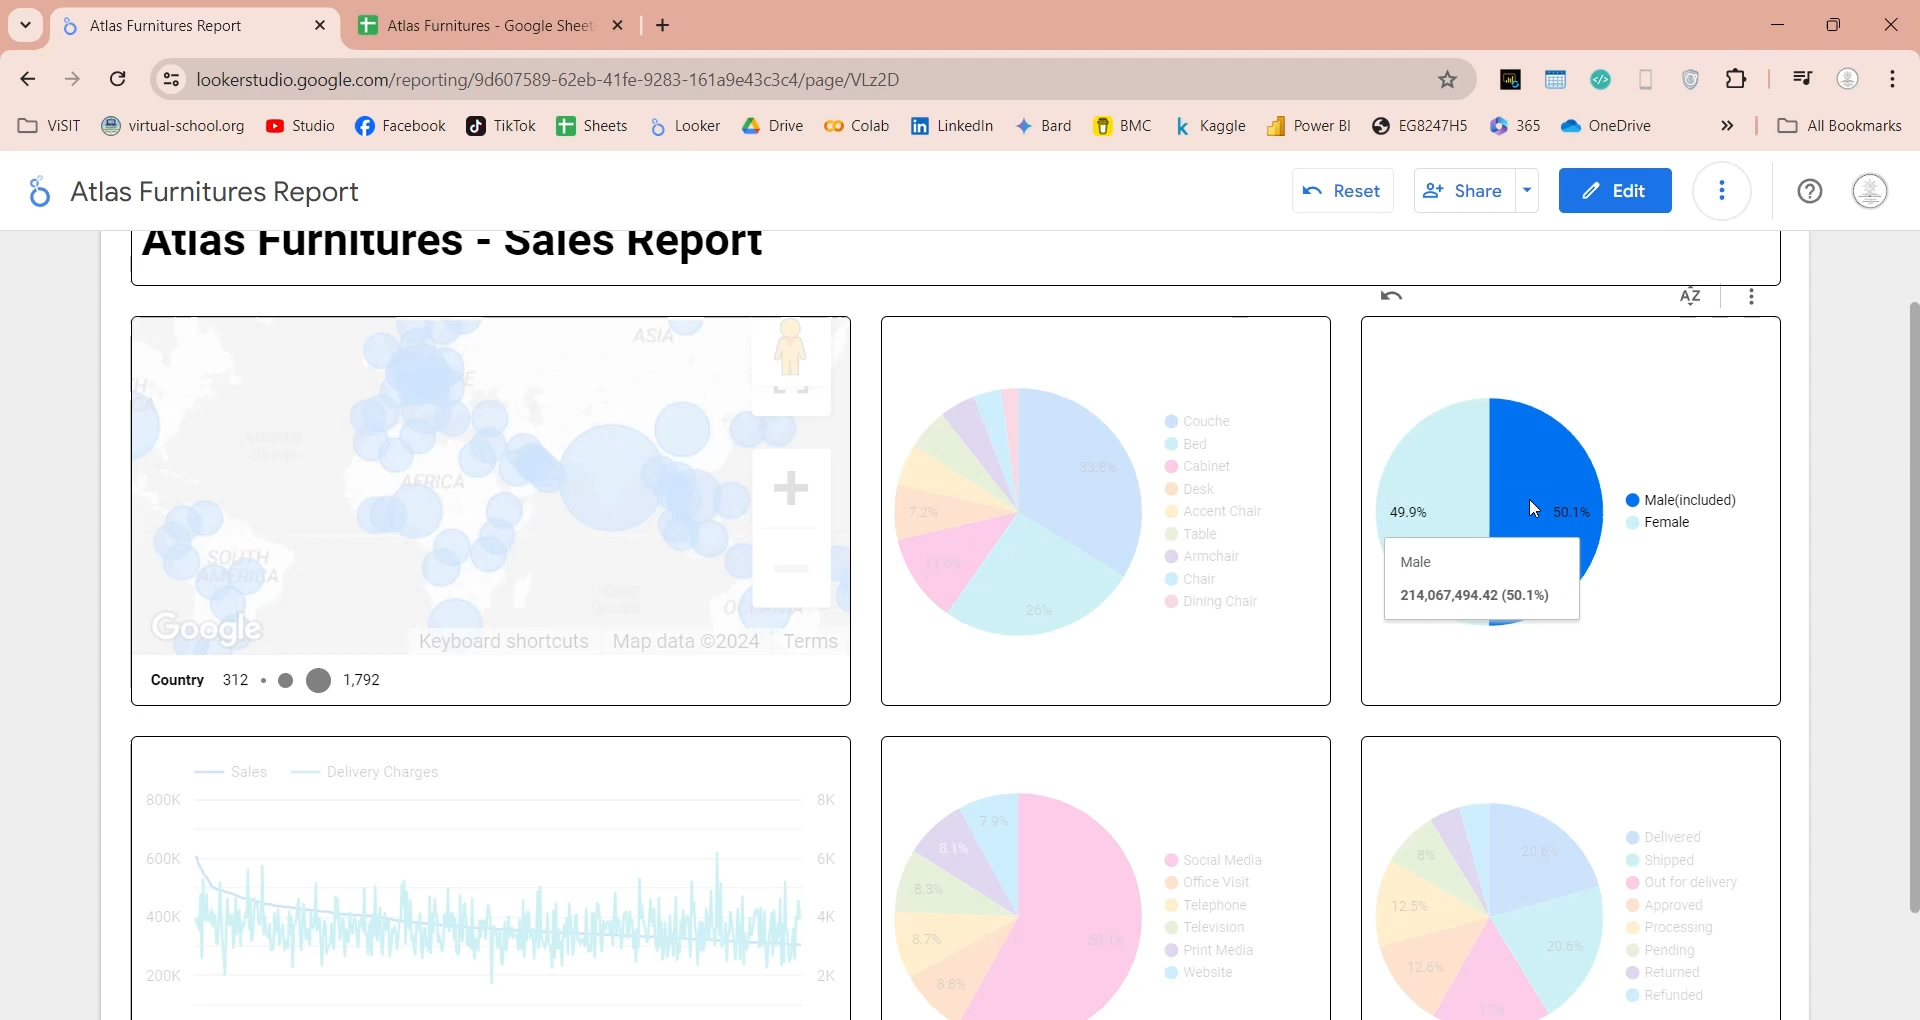 Atlas Furnitures Report
Atlas Furnitures - Google Sheet
lookerstudio.google.com/reporting/9d607589-62eb-41fe-9283-161a9e43c3c4/page/VLz2D
ViSIT
virtual-school.org
Studio
Facebook
TikTok
Sheets
Looker
Drive
Colab
LinkedIn
Bard
BMC
Kaggle
Power BI
EG8247H5
365
OneDrive
All Bookmarks
Atlas Furnitures Report
Reset
Share
Edit
Atlas Furnitures - Sales Report
AZ
ASIA
AFRICA
SOUTH
AMERICA
Google
Keyboard shortcuts
Map data ©2024
Terms
Country 312 1,792
33.8%
7.2%
11.6%
26%
Couche
Bed
Cabinet
Desk
Accent Chair
Table
Armchair
Chair
Dining Chair
49.9%
50.1%
Male(included)
Female
Male
214,067,494.42 (50.1%)
Sales
Delivery Charges
800K
600K
400K
200K
8K
6K
4K
2K
7.9%
8.1%
8.3%
8.7%
8.8%
58.1%
Social Media
Office Visit
Telephone
Television
Print Media
Website
20.6%
8%
12.5%
20.6%
12.6%
17%
Delivered
Shipped
Out for delivery
Approved
Processing
Pending
Returned
Refunded